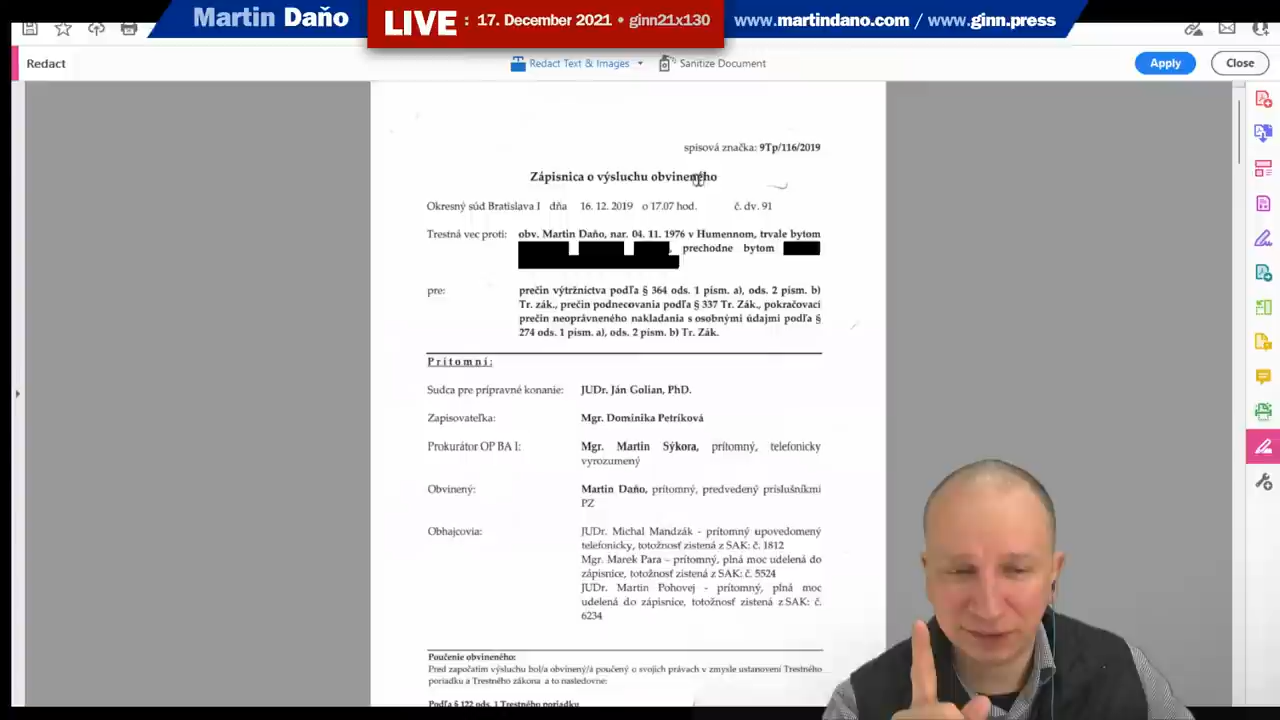 Martin Daňo
LIVE : 17. December 2021 • ginn21x130
www.martindano.com / www.ginn.press
Redact
Redact Text & Images
Sanitize Document
Apply
Close
spisová značka: 9Tp/116/2019
Zápisnica o výsluchu obvineného
Okresný súd Bratislava I dňa 16. 12. 2019 o 17.07 hod. č. dv. 91
Trestná vec proti: obv. Martin Daňo, nar. 04. 11. 1976 v Humennom, trvale bytom
, prechodne bytom
pre: prečin výtržníctva podľa § 364 ods. 1 písm. a), ods. 2 písm. b)
Tr. zák., prečin podnecovania podľa § 337 Tr. Zák., pokračovací
prečin neoprávneného nakladania s osobnými údajmi podľa §
274 ods. 1 písm. a), ods. 2 písm. b) Tr. Zák.
Prítomní:
Sudca pre prípravné konanie: JUDr. Ján Golian, PhD.
Zapisovateľka: Mgr. Dominika Petríková
Prokurátor OP BA I: Mgr. Martin Sýkora, prítomný, telefonicky
vyrozumený
Obvinený: Martin Daňo, prítomný, predvedený príslušníkmi
PZ
Obhajcovia: JUDr. Michal Mandzák - prítomný upovedomený
telefonicky, totožnosť zistená z SAK: č. 1812
Mgr. Marek Para – prítomný, plná moc udelená do
zápisnice, totožnosť zistená z SAK: č. 5524
JUDr. Martin Pohovej - prítomný, plná moc
udelená do zápisnice, totožnosť zistená z SAK: č.
6234
Poučenie obvineného:
Pred započatím výsluchu bol/a obvinený/á poučený o svojich právach v zmysle ustanovení Trestného
poriadku a Trestného zákona a to nasledovne:
Podľa § 122 ods. 1 Trestného poriadku